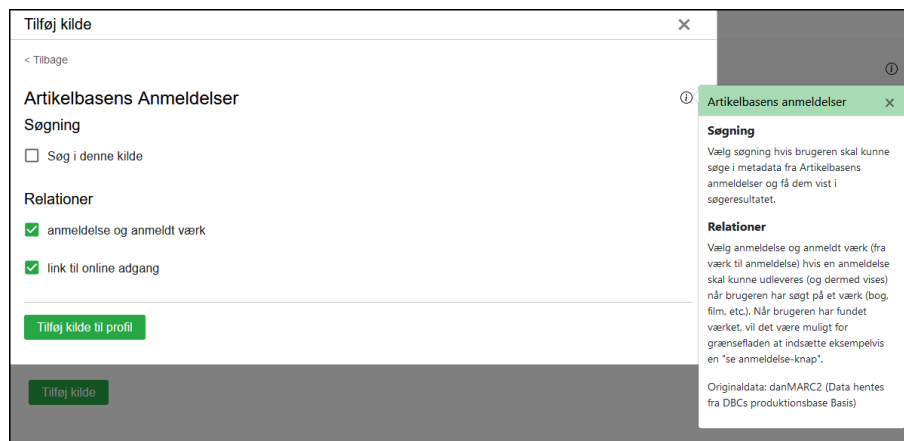 Tilføj kilde
< Tilbage
Artikelbasens Anmeldelser
Søgning
Søg i denne kilde
Relationer
anmeldelse og anmeldt værk
link til online adgang
Tilføj kilde til profil
Tilføj kilde
Artikelbasens anmeldelser
Søgning
Vælg søgning hvis brugeren skal kunne
søge i metadata fra Artikelbasens
anmeldelser og få dem vist i
søgeresultatet.
Relationer
Vælg anmeldelse og anmeldt værk (fra
værk til anmeldelse) hvis en anmeldelse
skal kunne udleveres (og dermed vises)
når brugeren har søgt på et værk (bog,
film, etc.). Når brugeren har fundet
værket, vil det være muligt for
grænsefladen at indsætte eksempelvis
en "se anmeldelse-knap".
Originaldata: danMARC2 (Data hentes
fra DBCs produktionsbase Basis)